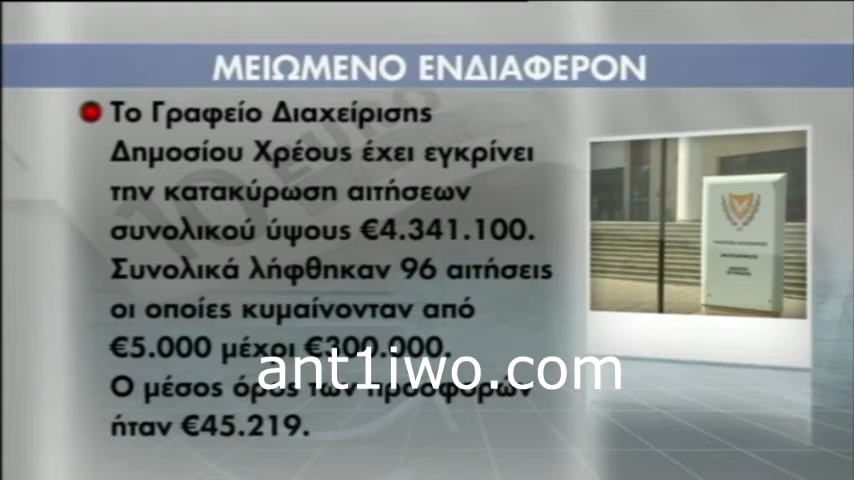 ΜΕΙΩΜΕΝΟ ΕΝΔΙΑΦΕΡΟΝ
Το Γραφείο Διαχείρισης
Δημοσίου Χρέους έχει εγκρίνει
την κατακύρωση αιτήσεων
συνολικού ύψους €4.341.100.
Συνολικά λήφθηκαν 96 αιτήσεις
οι οποίες κυμαίνονταν από
€5.000 μέχρι €300.000.
ant1iwo.com
Ο μέσος όρος των προσφορών
ήταν €45.219.